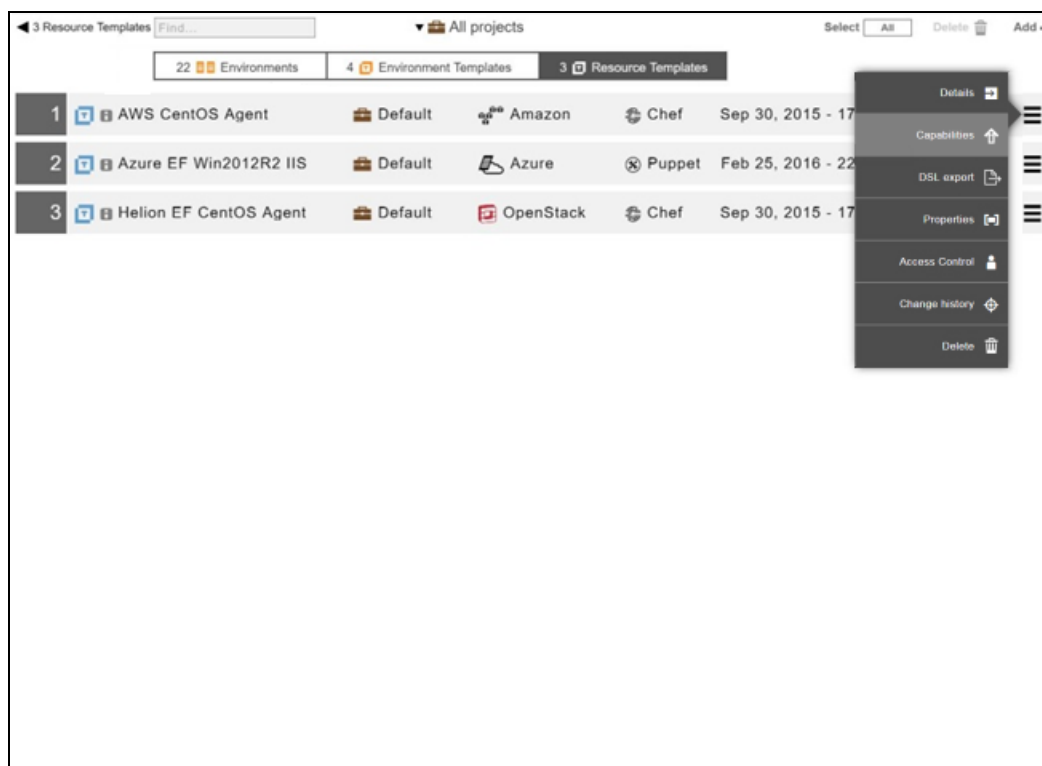 3 Resource Templates Find... All projects Select All Delete Add
22 Environments 4 Environment Templates 3 Resource Templates
Details
1 AWS CentOS Agent Default Amazon Chef Sep 30, 2015 - 17
Capabilities
2 Azure EF Win2012R2 IIS Default Azure Puppet Feb 25, 2016 - 22
DSL export
3 Helion EF CentOS Agent Default OpenStack Chef Sep 30, 2015 - 17
Properties
Access Control
Change history
Delete